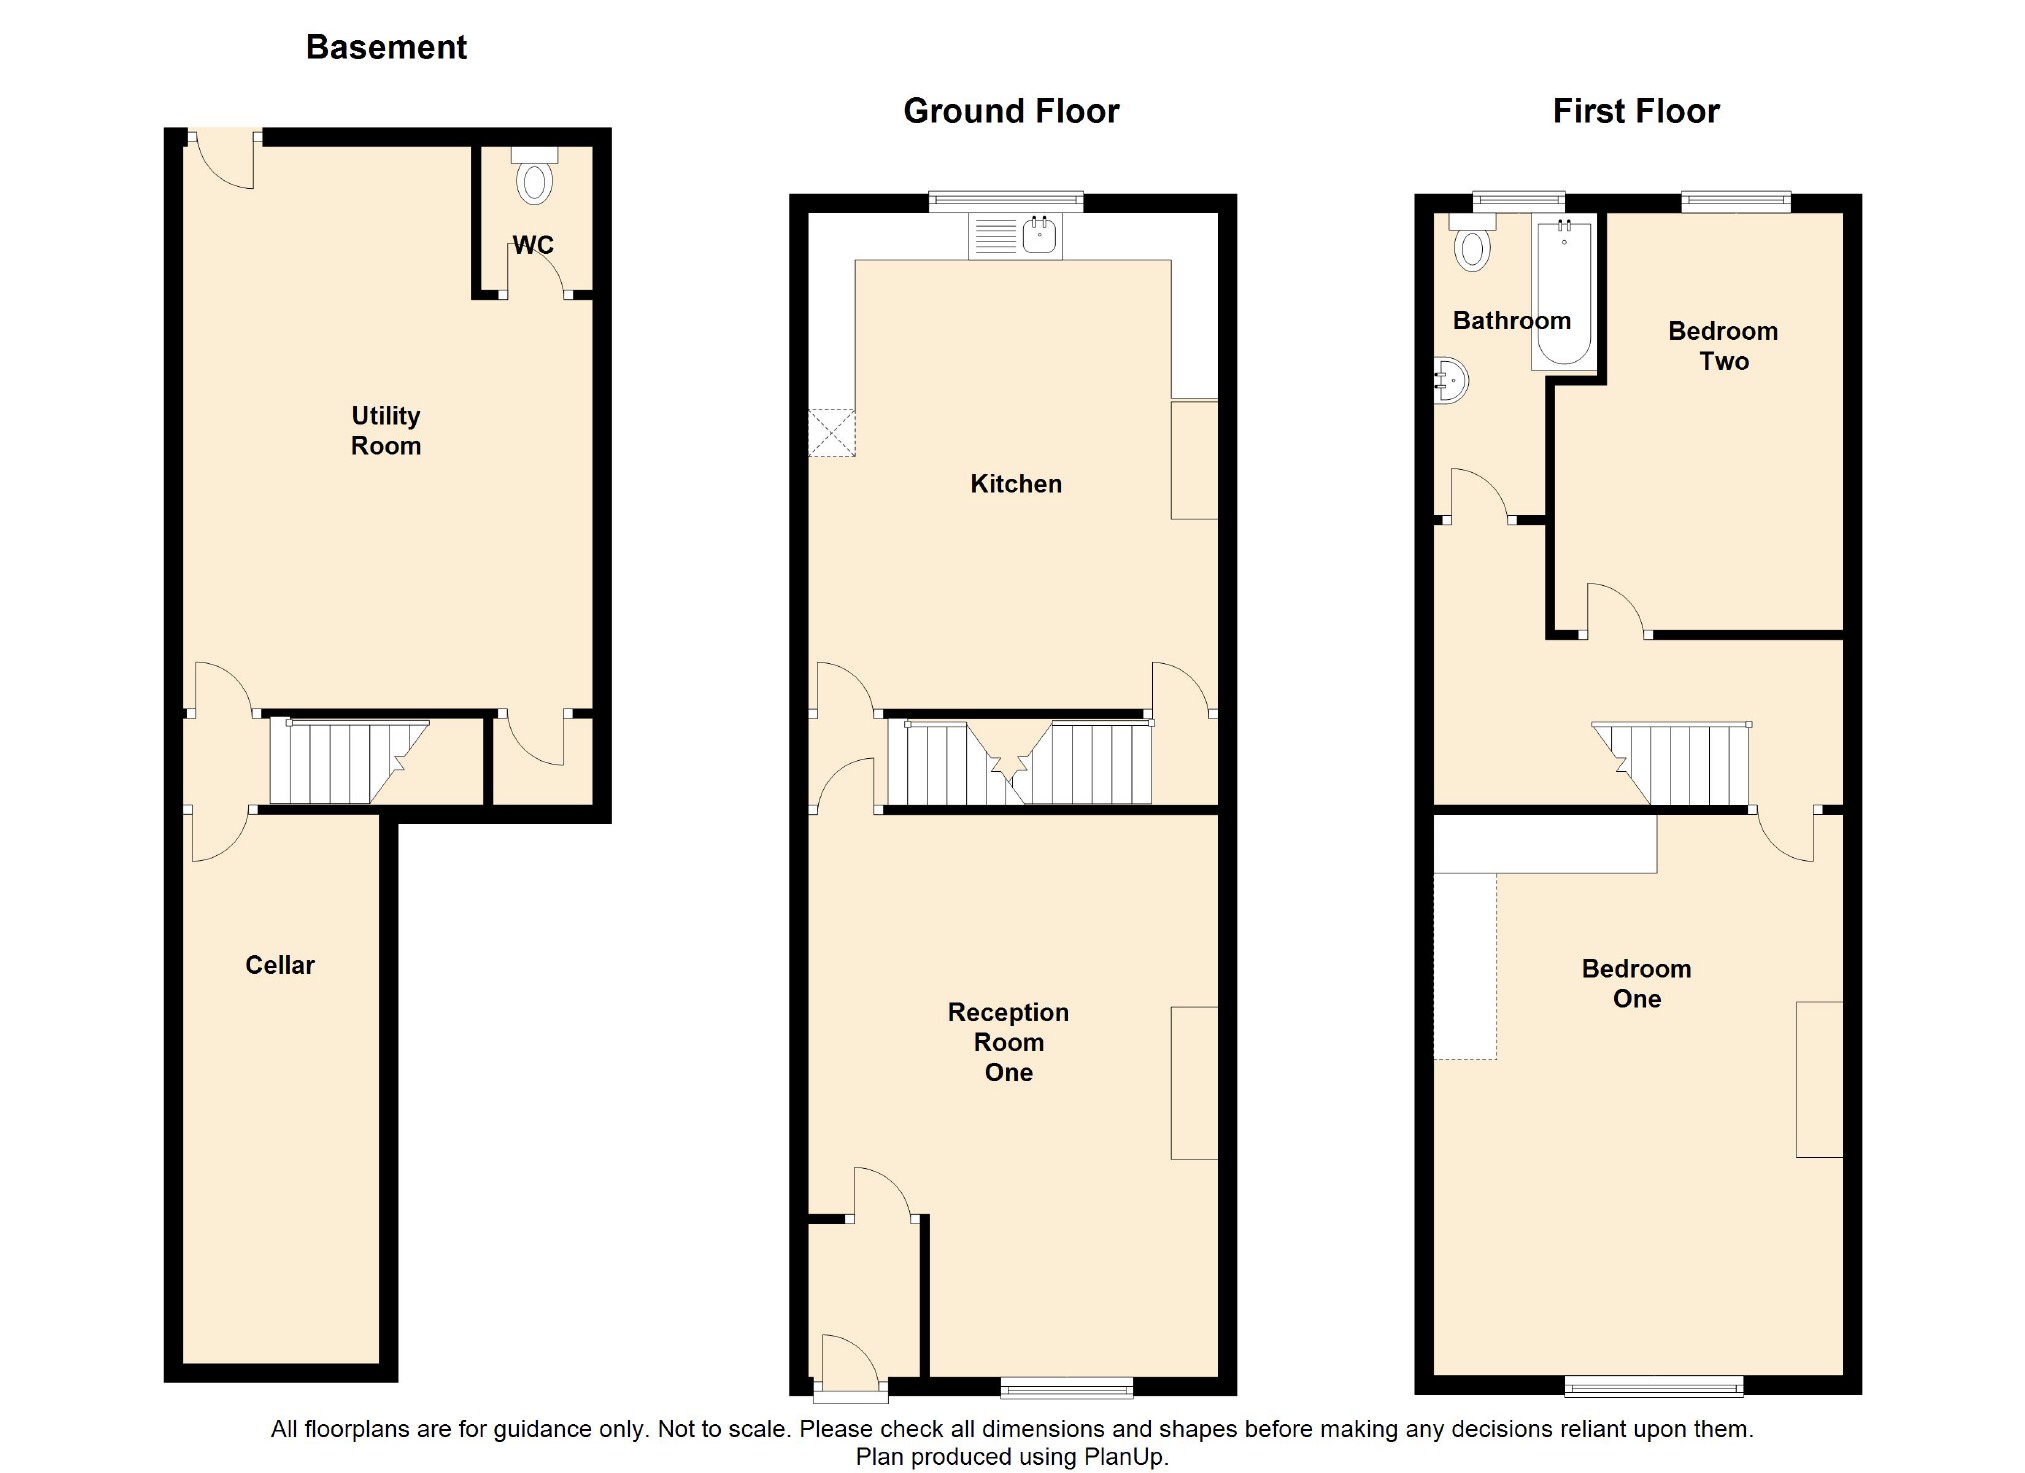 Basement
Ground Floor
First Floor
WC
Utility
Room
Cellar
Kitchen
Reception
Room
One
Bathroom
Bedroom
Two
Bedroom
One
All floorplans are for guidance only. Not to scale. Please check all dimensions and shapes before making any decisions reliant upon them.
Plan produced using PlanUp.